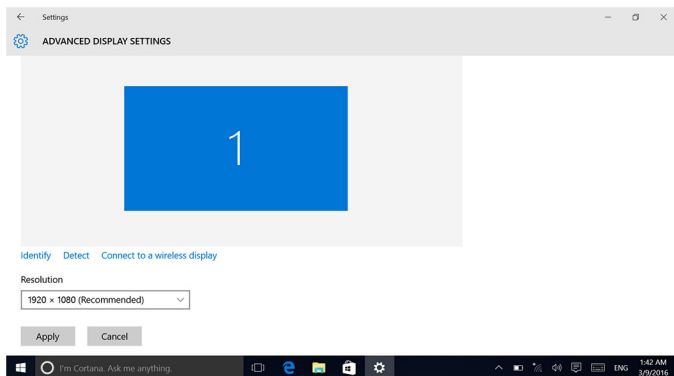 Settings
ADVANCED DISPLAY SETTINGS
1
Identify Detect Connect to a wireless display
Resolution
1920 × 1080 (Recommended)
Apply Cancel
I'm Cortana. Ask me anything.
ENG
1:42 AM
3/9/2016